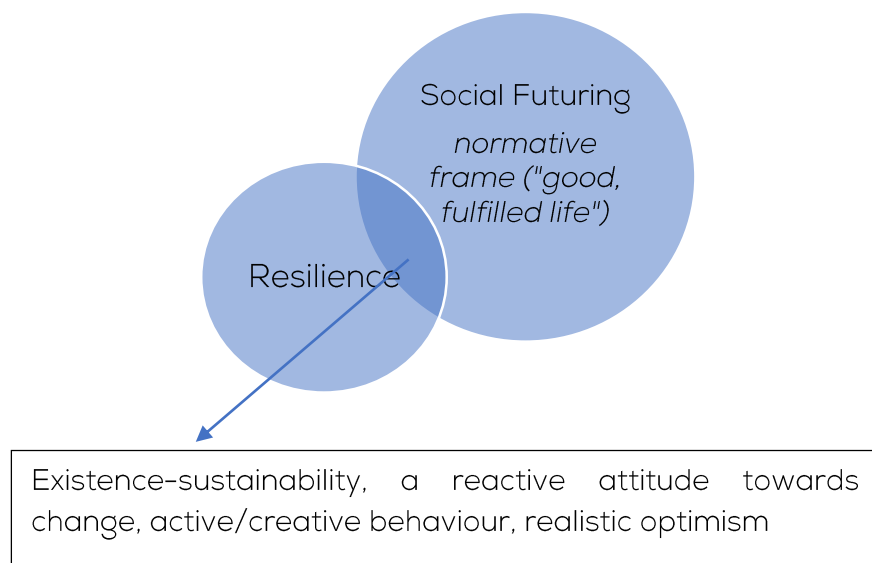 Social Futuring
normative
frame ("good,
fulfilled life")
Resilience
Existence-sustainability, a reactive attitude towards
change, active/creative behaviour, realistic optimism